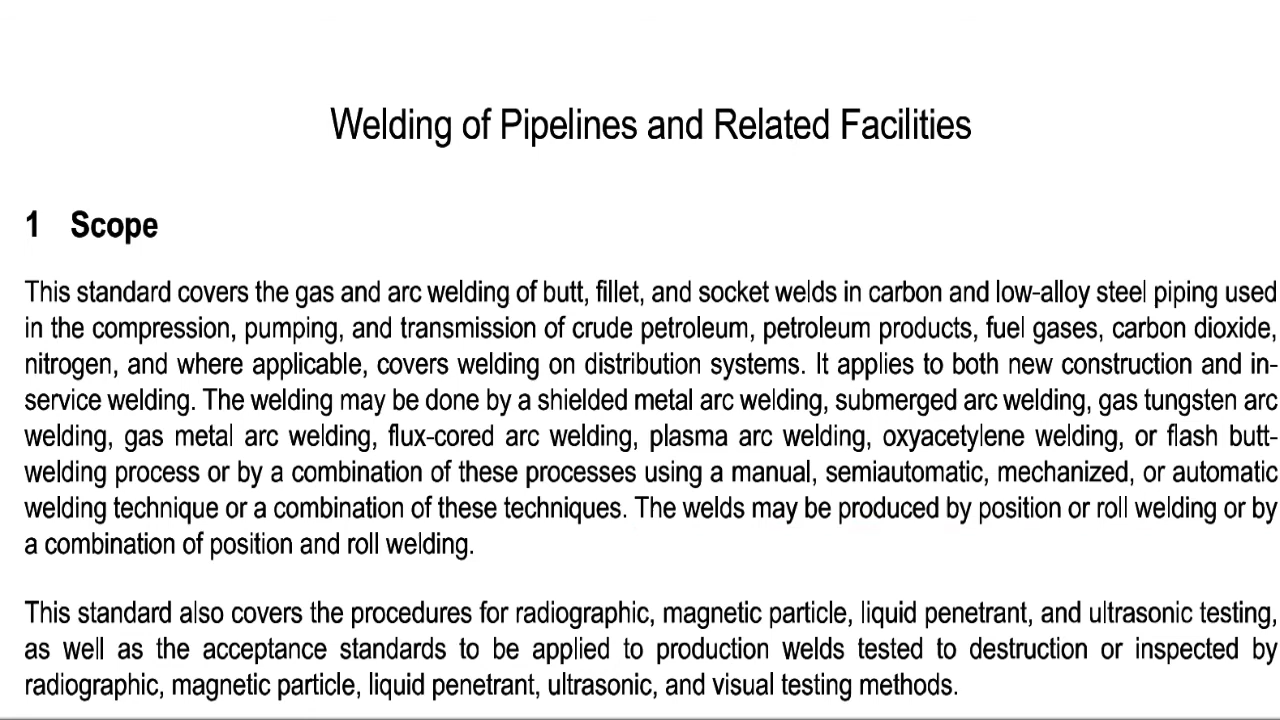 Welding of Pipelines and Related Facilities
1 Scope
This standard covers the gas and arc welding of butt, fillet, and socket welds in carbon and low-alloy steel piping used
in the compression, pumping, and transmission of crude petroleum, petroleum products, fuel gases, carbon dioxide,
nitrogen, and where applicable, covers welding on distribution systems. It applies to both new construction and in-
service welding. The welding may be done by a shielded metal arc welding, submerged arc welding, gas tungsten arc
welding, gas metal arc welding, flux-cored arc welding, plasma arc welding, oxyacetylene welding, or flash butt-
welding process or by a combination of these processes using a manual, semiautomatic, mechanized, or automatic
welding technique or a combination of these techniques. The welds may be produced by position or roll welding or by
a combination of position and roll welding.
This standard also covers the procedures for radiographic, magnetic particle, liquid penetrant, and ultrasonic testing,
as well as the acceptance standards to be applied to production welds tested to destruction or inspected by
radiographic, magnetic particle, liquid penetrant, ultrasonic, and visual testing methods.